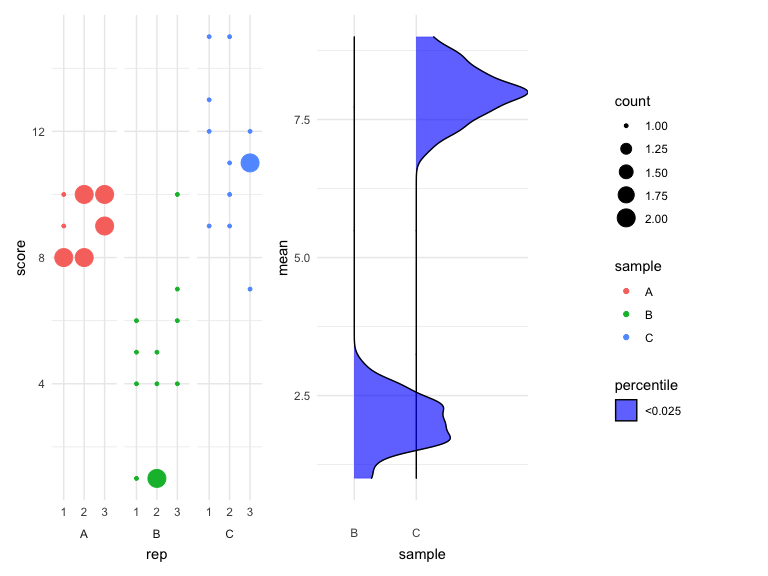 score
12
8
4
1 2 3 1 2 3 1 2 3
A B C
rep
mean
7.5
5.0
2.5
B C
sample
count
1.00
1.25
1.50
1.75
2.00
sample
A
B
C
percentile
<0.025